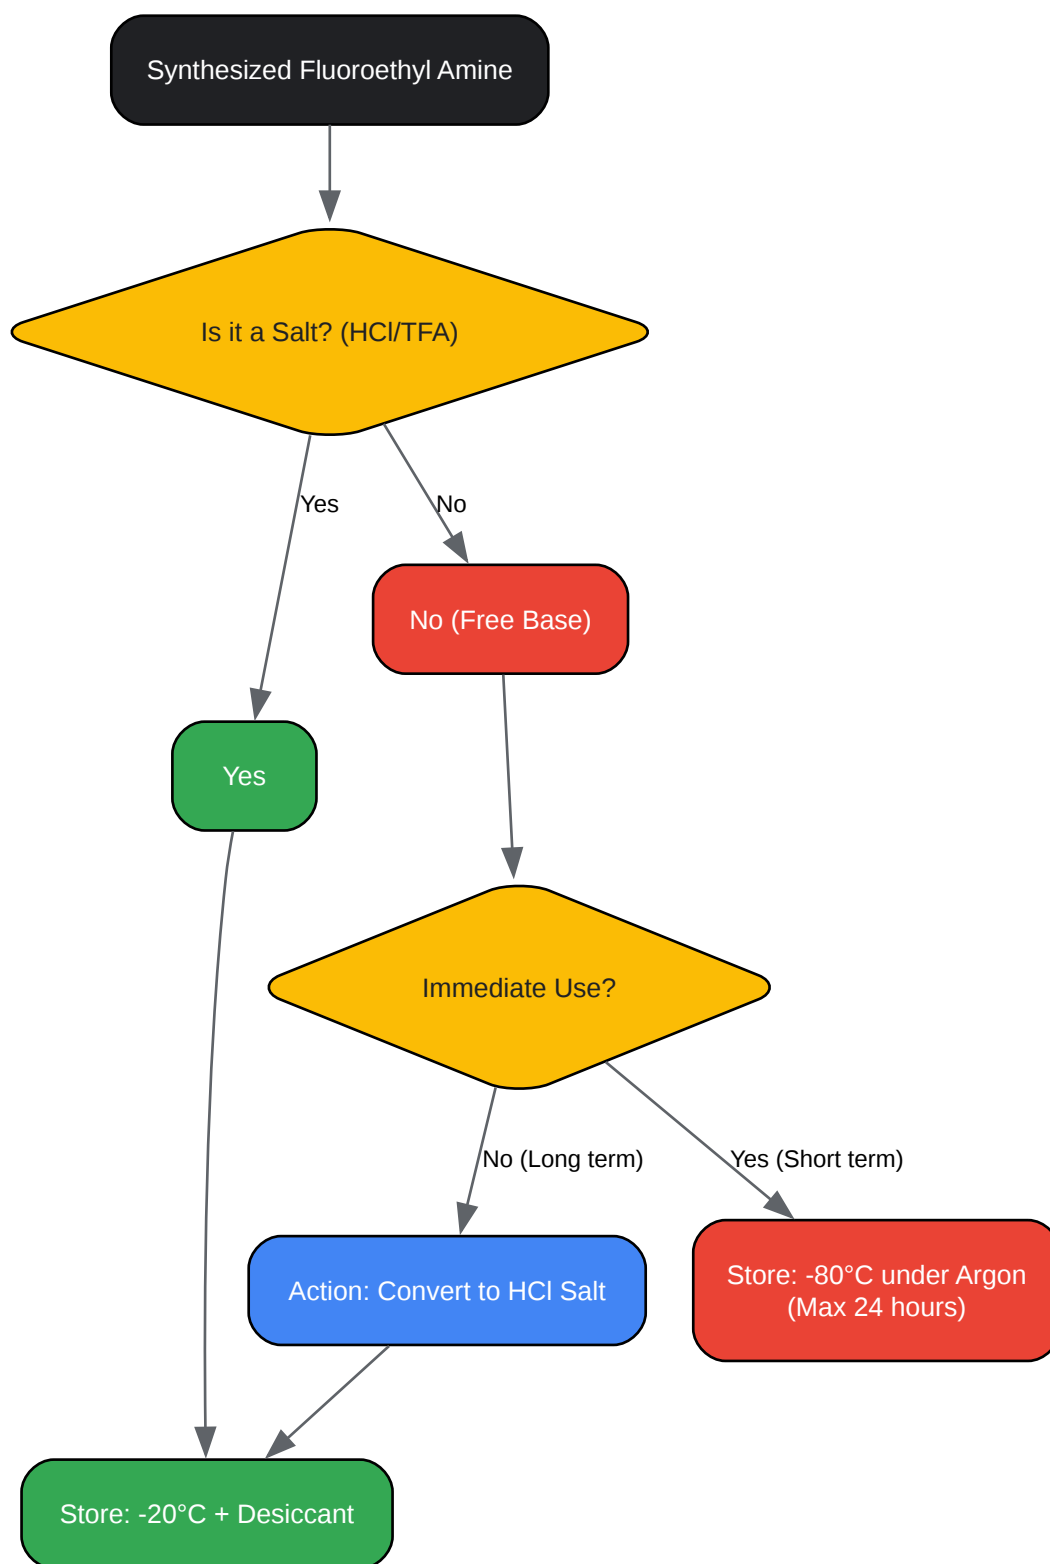 Synthesized Fluoroethyl Amine
Is it a Salt? (HCl/TFA)
Yes
No
No (Free Base)
Yes
Immediate Use?
No (Long term)
Yes (Short term)
Action: Convert to HCl Salt
Store: -80°C under Argon
(Max 24 hours)
Store: -20°C + Desiccant